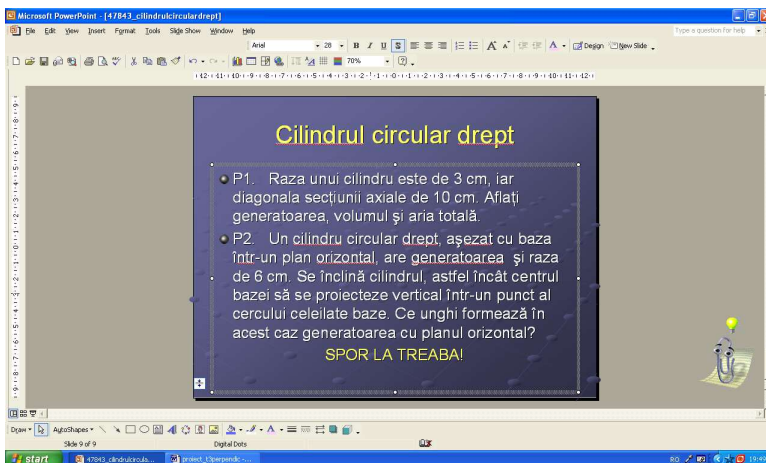 Microsoft PowerPoint - [47843_cilindrulcirculardrept]
File Edit View Insert Format Tools Slide Show Window Help
Type a question for help
Arial 28 B I U S A A A Design New Slide
70%
Cilindrul circular drept
P1. Raza unui cilindru este de 3 cm, iar
diagonala secțiunii axiale de 10 cm. Aflați
generatoarea, volumul și aria totală.
P2. Un cilindru circular drept, așezat cu baza
într-un plan orizontal, are generatoarea și raza
de 6 cm. Se înclină cilindrul, astfel încât centrul
bazei să se proiecteze vertical într-un punct al
cercului celeilate baze. Ce unghi formează în
acest caz generatoarea cu planul orizontal?
SPOR LA TREABA!
Draw AutoShapes
Slide 9 of 9 Digital Dots
start 47843_cilindrulcircula... proiect_t3perpendic-... RO 19:49